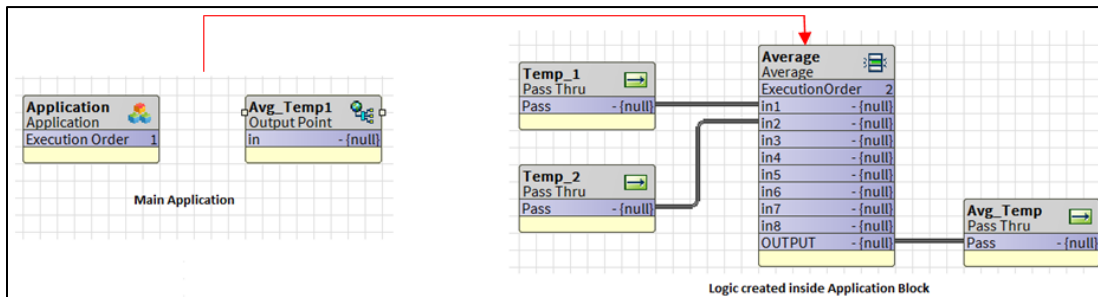 Application
Application
Execution Order 1
Avg_Temp1
Output Point
in - {null}
Main Application
Temp_1
Pass Thru
Pass - {null}
Temp_2
Pass Thru
Pass - {null}
Average
Average
ExecutionOrder 2
in1 - {null}
in2 - {null}
in3 - {null}
in4 - {null}
in5 - {null}
in6 - {null}
in7 - {null}
in8 - {null}
OUTPUT - {null}
Avg_Temp
Pass Thru
Pass - {null}
Logic created inside Application Block